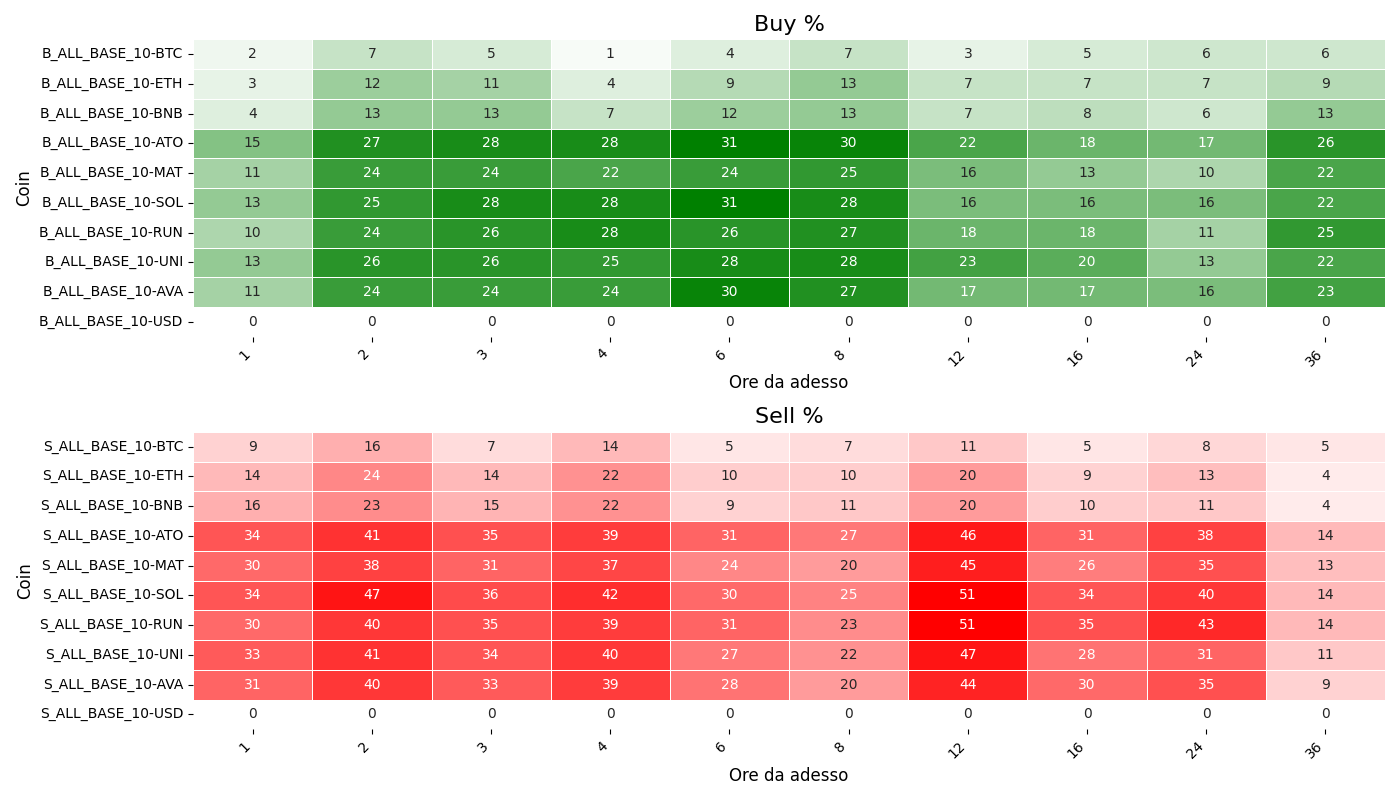 Buy %
Coin
B_ALL_BASE_10-BTC 2 7 5 1 4 7 3 5 6 6
B_ALL_BASE_10-ETH 3 12 11 4 9 13 7 7 7 9
B_ALL_BASE_10-BNB 4 13 13 7 12 13 7 8 6 13
B_ALL_BASE_10-ATO 15 27 28 28 31 30 22 18 17 26
B_ALL_BASE_10-MAT 11 24 24 22 24 25 16 13 10 22
B_ALL_BASE_10-SOL 13 25 28 28 31 28 16 16 16 22
B_ALL_BASE_10-RUN 10 24 26 28 26 27 18 18 11 25
B_ALL_BASE_10-UNI 13 26 26 25 28 28 23 20 13 22
B_ALL_BASE_10-AVA 11 24 24 24 30 27 17 17 16 23
B_ALL_BASE_10-USD 0 0 0 0 0 0 0 0 0 0
1 2 3 4 6 8 12 16 24 36
Ore da adesso
Sell %
Coin
S_ALL_BASE_10-BTC 9 16 7 14 5 7 11 5 8 5
S_ALL_BASE_10-ETH 14 24 14 22 10 10 20 9 13 4
S_ALL_BASE_10-BNB 16 23 15 22 9 11 20 10 11 4
S_ALL_BASE_10-ATO 34 41 35 39 31 27 46 31 38 14
S_ALL_BASE_10-MAT 30 38 31 37 24 20 45 26 35 13
S_ALL_BASE_10-SOL 34 47 36 42 30 25 51 34 40 14
S_ALL_BASE_10-RUN 30 40 35 39 31 23 51 35 43 14
S_ALL_BASE_10-UNI 33 41 34 40 27 22 47 28 31 11
S_ALL_BASE_10-AVA 31 40 33 39 28 20 44 30 35 9
S_ALL_BASE_10-USD 0 0 0 0 0 0 0 0 0 0
1 2 3 4 6 8 12 16 24 36
Ore da adesso